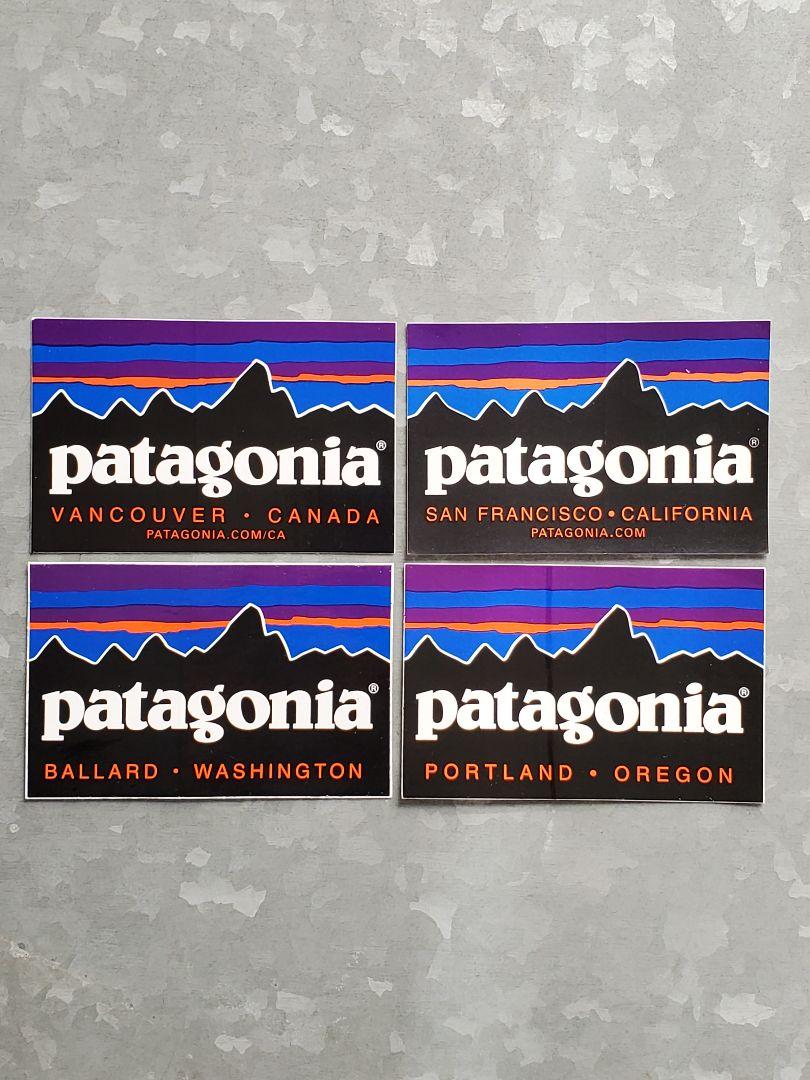 patagonia®
VANCOUVER • CANADA
PATAGONIA.COM/CA
patagonia®
SAN FRANCISCO • CALIFORNIA
PATAGONIA.COM
patagonia®
BALLARD • WASHINGTON
patagonia®
PORTLAND • OREGON